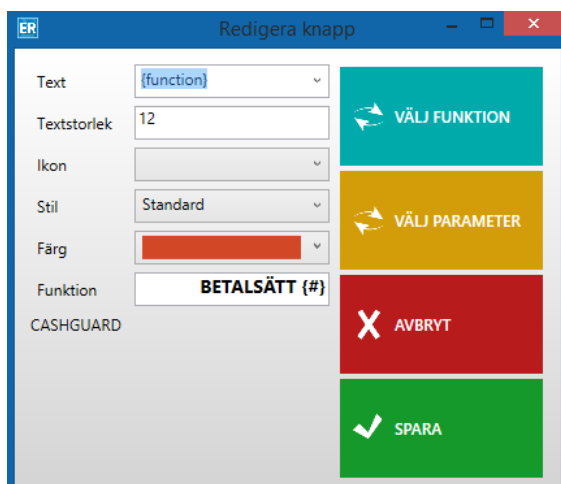 ER
Redigera knapp
Text {function}
VÄLJ FUNKTION
Textstorlek 12
Ikon
Stil Standard
VÄLJ PARAMETER
Färg
Funktion BETALSÄTT {#}
CASHGUARD
AVBRYT
SPARA